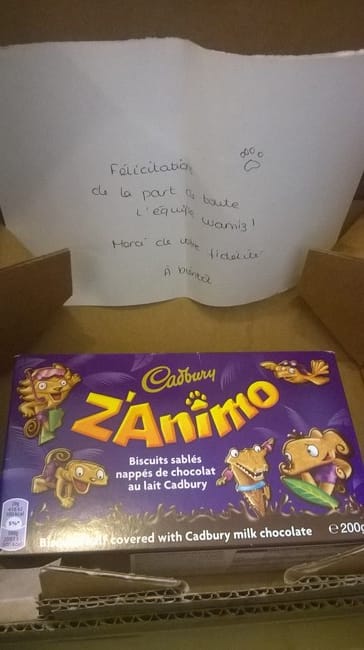 Félicitation
de la part de toute
l'équipe wamiz!
Merci de votre fidélité
À bientôt
Cadbury
Z'Animo
Biscuits sablés
nappés de chocolat
au lait Cadbury
covered with Cadbury milk chocolate e 200g
5%*